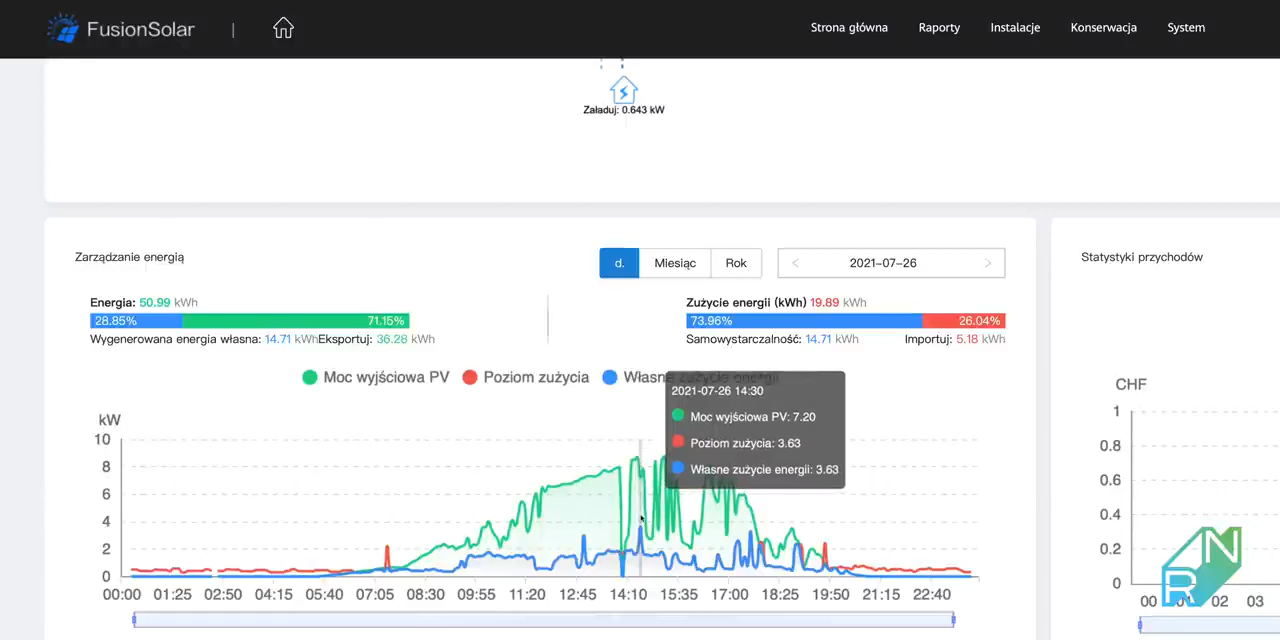 FusionSolar | Strona główna Raporty Instalacje Konserwacja System
Załaduj: 0.643 kW
Zarządzanie energią d. Miesiąc Rok < 2021-07-26 > Statystyki przychodów
Energia: 50.99 kWh Zużycie energii (kWh) 19.89 kWh
28.85% 71.15% 73.96% 26.04%
Wygenerowana energia własna: 14.71 kWhEksportuj: 36.28 kWh Samowystarczalność: 14.71 kWh Importuj: 5.18 kWh
Moc wyjściowa PV Poziom zużycia Własne zużycie energii
2021-07-26 14:30
Moc wyjściowa PV: 7.20
Poziom zużycia: 3.63
Własne zużycie energii: 3.63
kW
10
8
6
4
2
0
00:00 01:25 02:50 04:15 05:40 07:05 08:30 09:55 11:20 12:45 14:10 15:35 17:00 18:25 19:50 21:15 22:40
CHF
1
0.8
0.6
0.4
0.2
0
00 01 02 03
RN